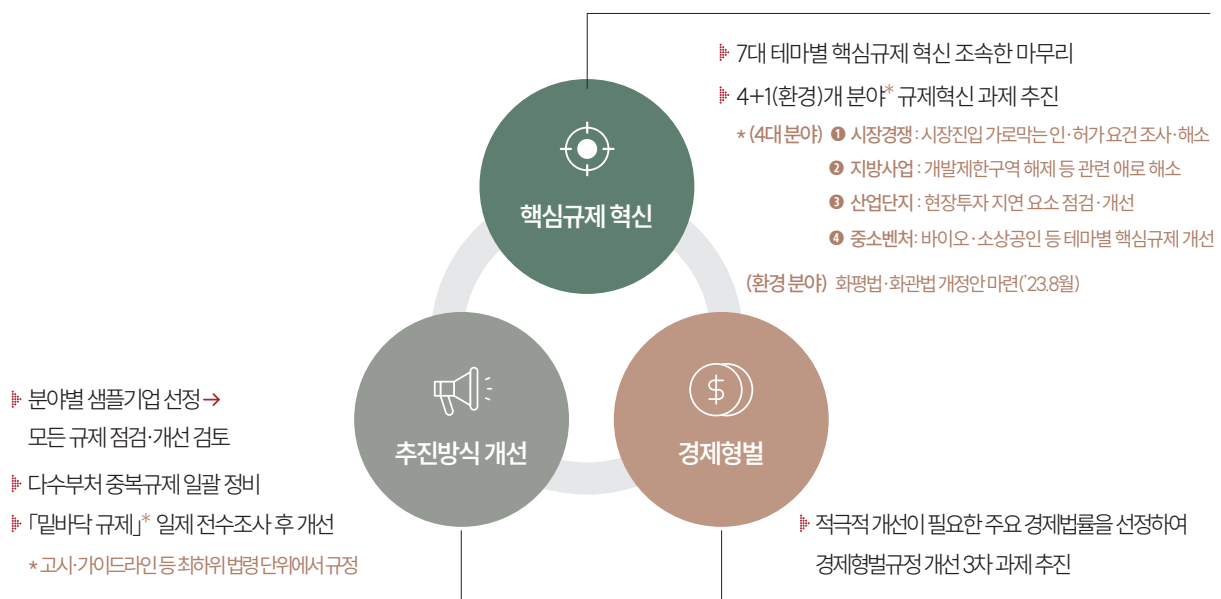 7대 테마별 핵심규제 혁신 조속한 마무리
4+1(환경)개 분야* 규제혁신 과제 추진
* (4대 분야) ❶ 시장경쟁 : 시장진입 가로막는 인·허가 요건 조사·해소
❷ 지방사업 : 개발제한구역 해제 등 관련 애로 해소
❸ 산업단지 : 현장투자 지연 요소 점검·개선
❹ 중소벤처: 바이오·소상공인 등 테마별 핵심규제 개선
(환경 분야) 화평법·화관법 개정안 마련('23.8월)
핵심규제 혁신
추진방식 개선
경제형벌
분야별 샘플기업 선정→
모든 규제 점검·개선 검토
다수부처 중복규제 일괄 정비
「밑바닥 규제」* 일제 전수조사 후 개선
* 고시·가이드라인 등 최하위 법령 단위에서 규정
적극적 개선이 필요한 주요 경제법률을 선정하여
경제형벌규정 개선 3차 과제 추진
$